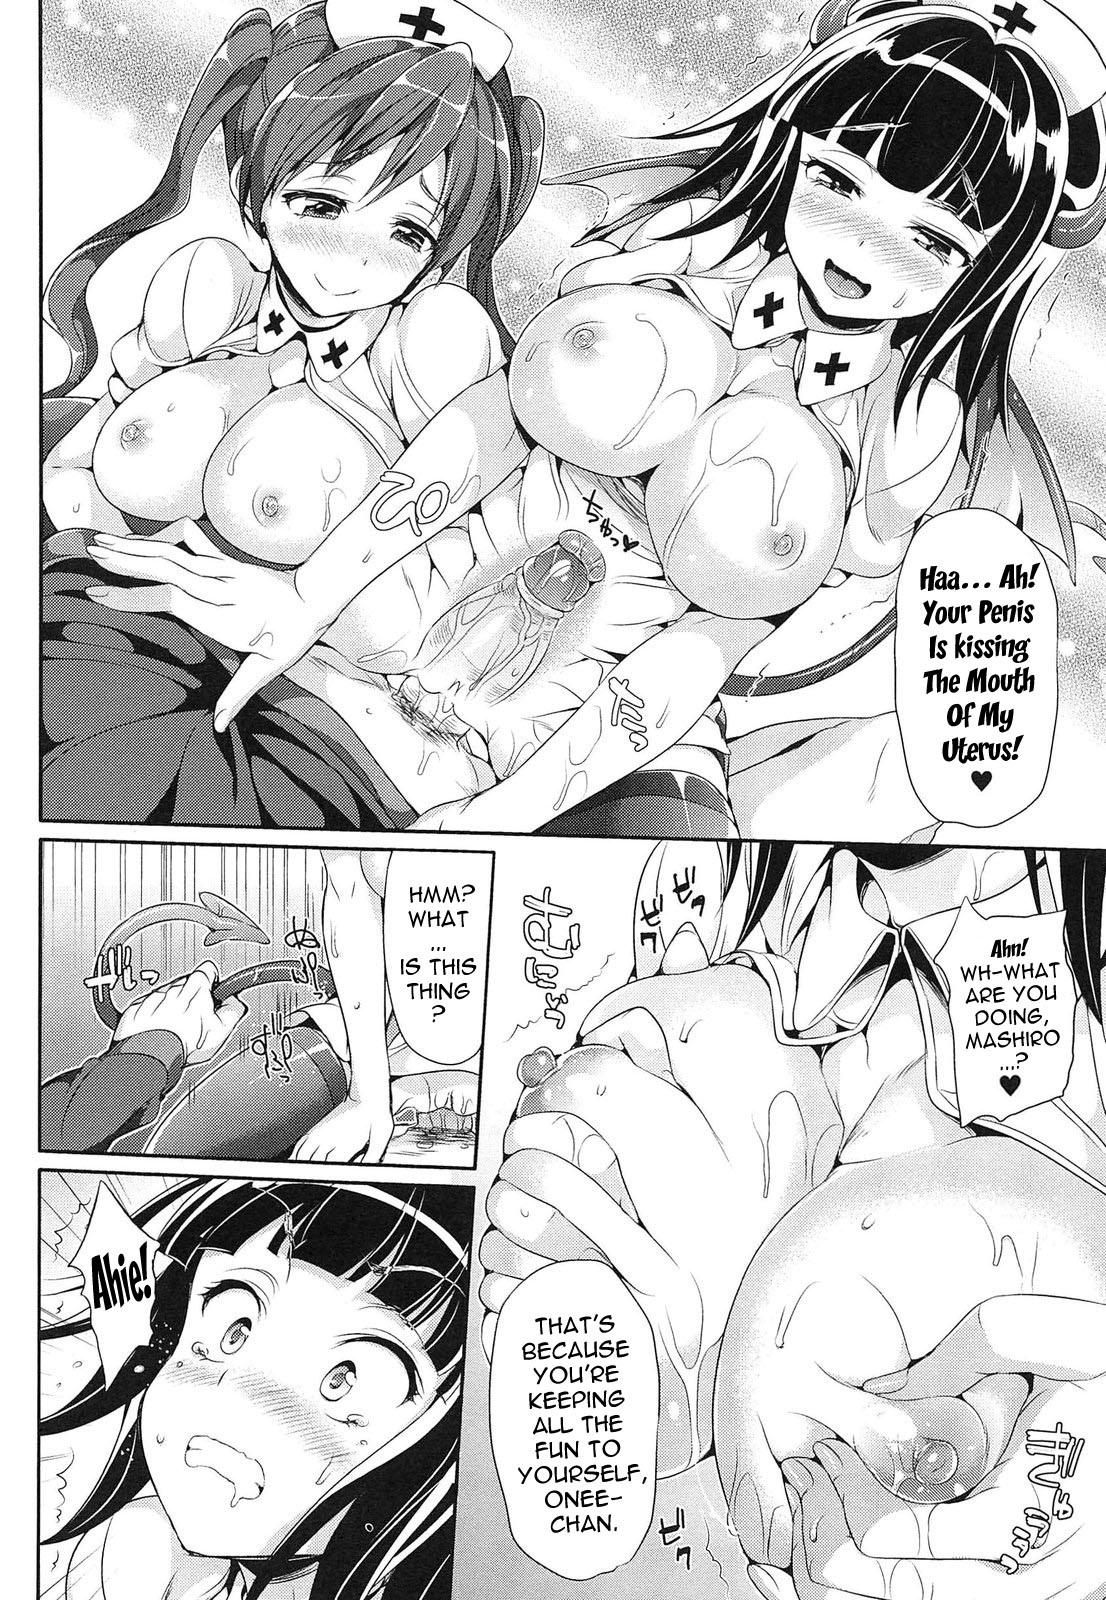 Haa... Ah!
Your Penis
Is kissing
The Mouth
Of My
Uterus!
♥
Ahn!
WH-WHAT
ARE YOU
DOING,
MASHIRO
...?
♥
THAT'S
BECAUSE
YOU'RE
KEEPING
ALL THE
FUN TO
YOURSELF,
ONEE-
CHAN.
HMM?
WHAT
...
IS THIS
THING
?
Ahie!